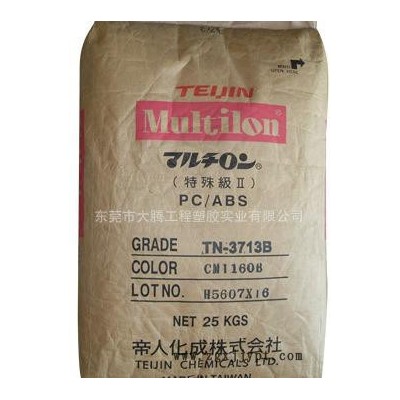 TEIJIN
Multilon®
マルチロン®
(特殊級II)
PC/ABS
东莞市大腾工程塑胶实业有限公司
GRADE TN-3713B
COLOR CM1160B
LOT NO. H5607X16
NET 25 KGS
帝人化成株式会社
TEIJIN CHEMICALS LTD.
MADE IN TAIWAN